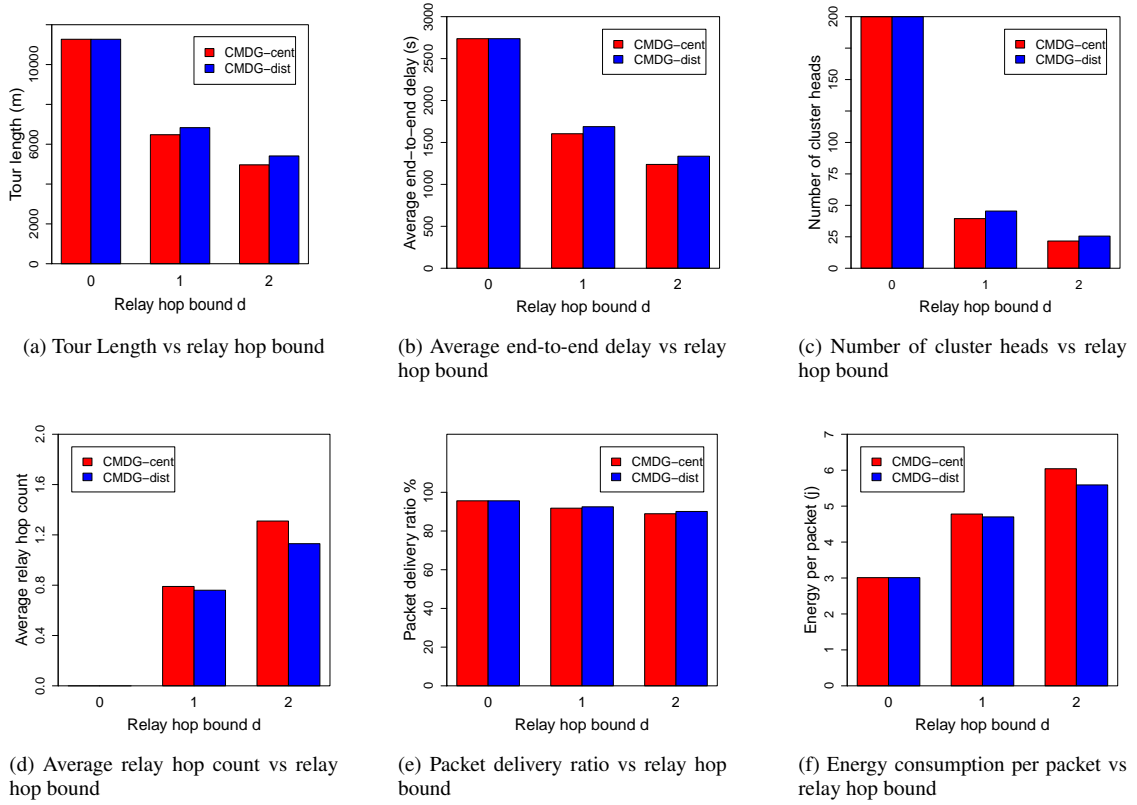 Tour length (m)
0 2000 6000 10000
CMDG−cent
CMDG−dist
0 1 2
Relay hop bound d
(a) Tour Length vs relay hop bound
Average end−to−end delay (s)
0 500 1000 1500 2000 2500 3000
CMDG−cent
CMDG−dist
0 1 2
Relay hop bound d
(b) Average end-to-end delay vs relay
hop bound
Number of cluster heads
0 25 50 75 100 150 200
CMDG−cent
CMDG−dist
0 1 2
Relay hop bound d
(c) Number of cluster heads vs relay
hop bound
Average relay hop count
0.0 0.4 0.8 1.2 1.6 2.0
CMDG−cent
CMDG−dist
0 1 2
Relay hop bound d
(d) Average relay hop count vs relay
hop bound
Packet delivery ratio %
0 20 40 60 80 100
CMDG−cent
CMDG−dist
0 1 2
Relay hop bound d
(e) Packet delivery ratio vs relay hop
bound
Energy per packet (j)
0 1 2 3 4 5 6 7
CMDG−cent
CMDG−dist
0 1 2
Relay hop bound d
(f) Energy consumption per packet vs
relay hop bound